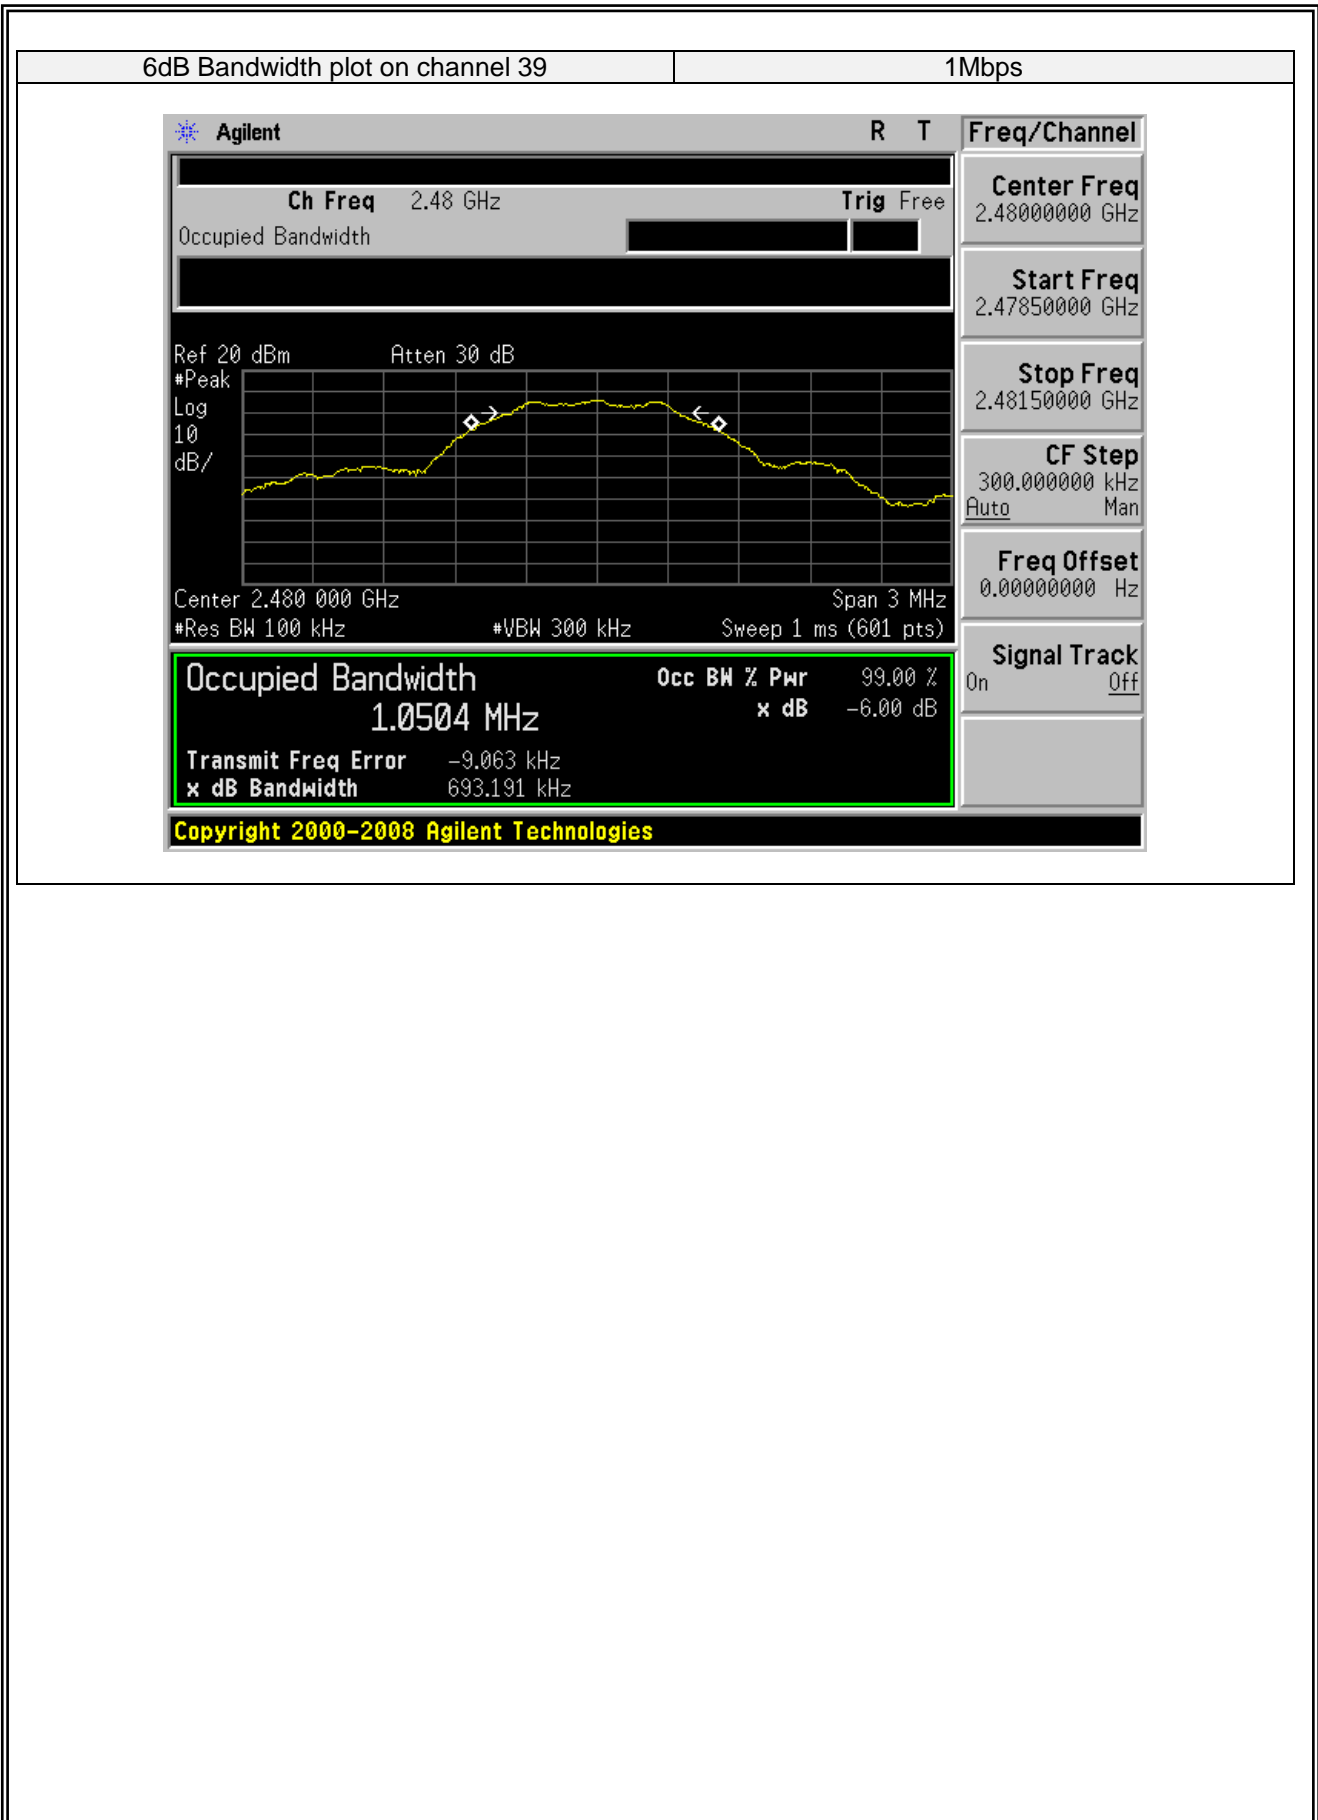 6dB Bandwidth plot on channel 39 1Mbps
Agilent R T Freq/Channel
Ch Freq 2.48 GHz Trig Free
Occupied Bandwidth
Center Freq
2.48000000 GHz
Start Freq
2.47850000 GHz
Stop Freq
2.48150000 GHz
CF Step
300.000000 kHz
Auto Man
Freq Offset
0.00000000 Hz
Signal Track
On Off
Ref 20 dBm Atten 30 dB
#Peak
Log
10
dB/
Center 2.480 000 GHz Span 3 MHz
#Res BW 100 kHz #VBW 300 kHz Sweep 1 ms (601 pts)
Occupied Bandwidth Occ BW % Pwr 99.00 %
1.0504 MHz x dB -6.00 dB
Transmit Freq Error -9.063 kHz
x dB Bandwidth 693.191 kHz
Copyright 2000-2008 Agilent Technologies